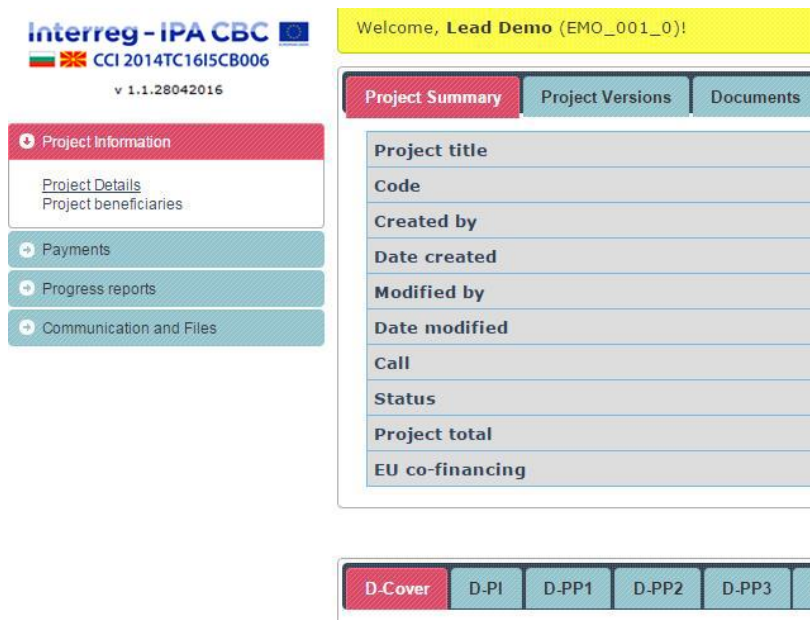 Interreg - IPA CBC
CCI 2014TC16I5CB006
v 1.1.28042016
Project Information
Project Details
Project beneficiaries
Payments
Progress reports
Communication and Files
Welcome, Lead Demo (EMO_001_0)!
Project Summary Project Versions Documents
Project title
Code
Created by
Date created
Modified by
Date modified
Call
Status
Project total
EU co-financing
D-Cover D-PI D-PP1 D-PP2 D-PP3